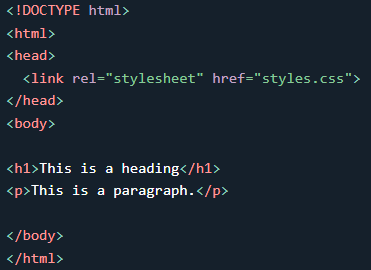 <!DOCTYPE html>
<html>
<head>
  <link rel="stylesheet" href="styles.css">
</head>
<body>

<h1>This is a heading</h1>
<p>This is a paragraph.</p>

</body>
</html>